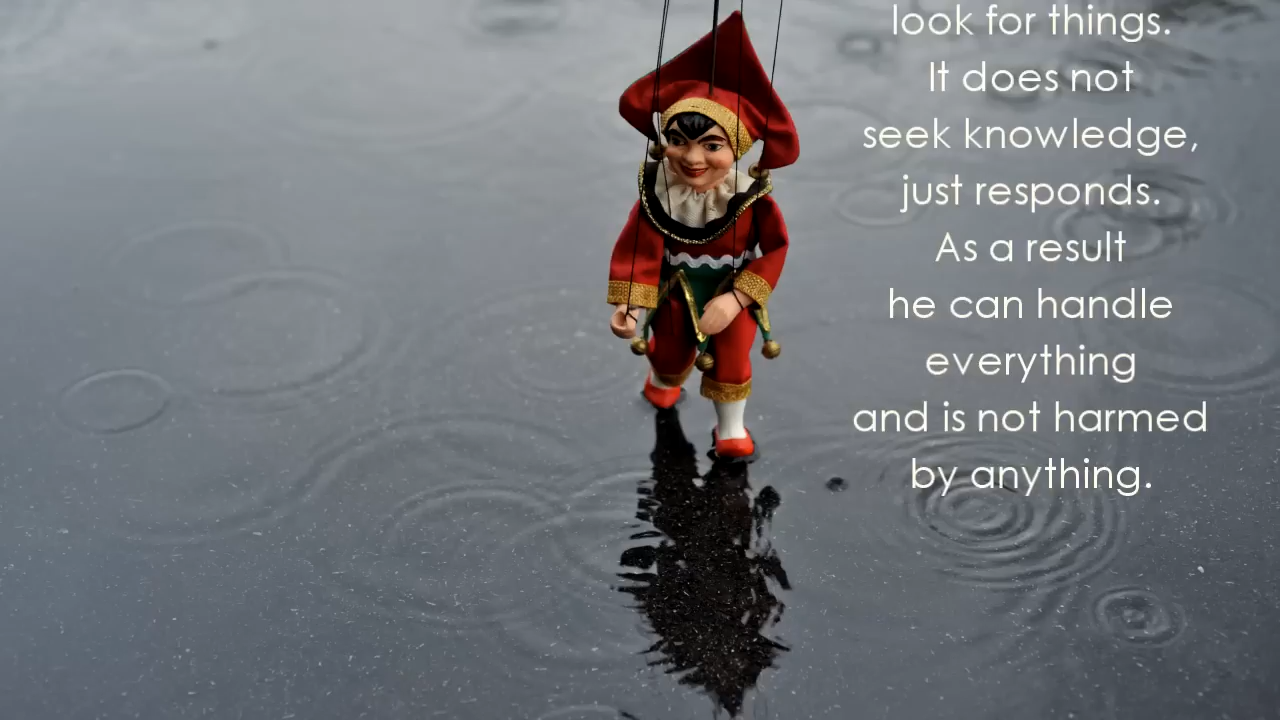 look for things.
It does not
seek knowledge,
just responds.
As a result
he can handle
everything
and is not harmed
by anything.